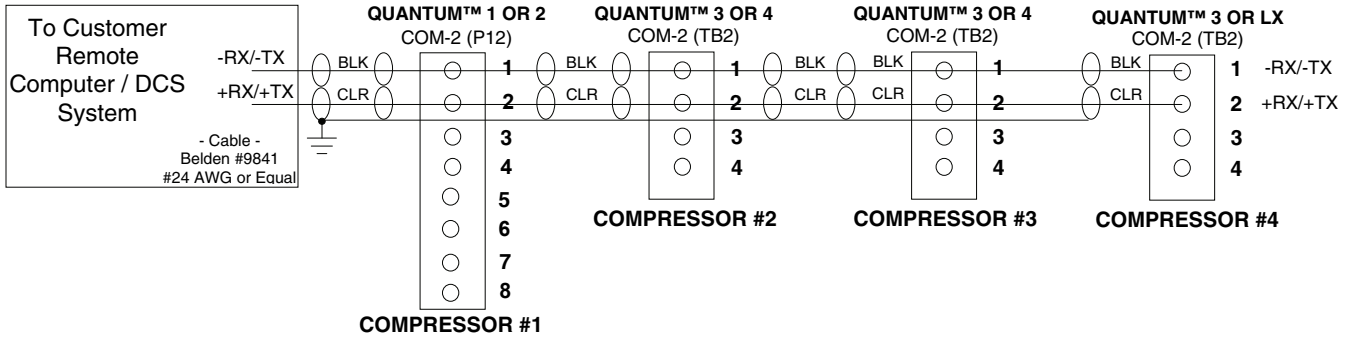 To Customer
Remote
Computer / DCS
System
-RX/-TX
+RX/+TX
- Cable -
Belden #9841
#24 AWG or Equal
BLK
CLR
QUANTUM™ 1 OR 2
COM-2 (P12)
1
2
3
4
5
6
7
8
COMPRESSOR #1
BLK
CLR
QUANTUM™ 3 OR 4
COM-2 (TB2)
1
2
3
4
COMPRESSOR #2
BLK
CLR
BLK
CLR
QUANTUM™ 3 OR 4
COM-2 (TB2)
1
2
3
4
COMPRESSOR #3
BLK
CLR
QUANTUM™ 3 OR LX
COM-2 (TB2)
1 -RX/-TX
2 +RX/+TX
3
4
COMPRESSOR #4